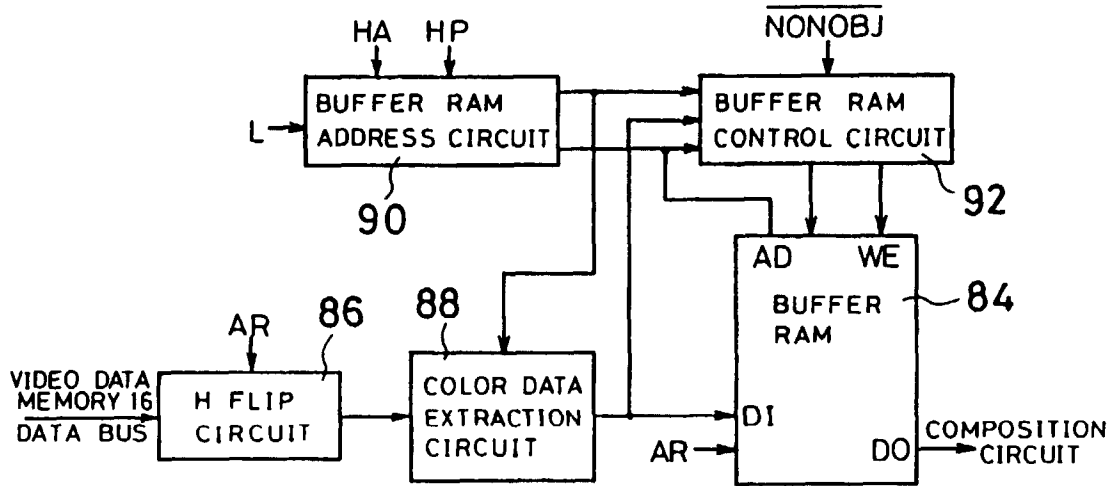 HA HP
NONOBJ
L
BUFFER RAM
ADDRESS CIRCUIT
90
BUFFER RAM
CONTROL CIRCUIT
92
AD WE
BUFFER
RAM
84
DI
DO
AR
COMPOSITION
CIRCUIT
88
COLOR DATA
EXTRACTION
CIRCUIT
86
AR
H FLIP
CIRCUIT
VIDEO DATA
MEMORY 16
DATA BUS